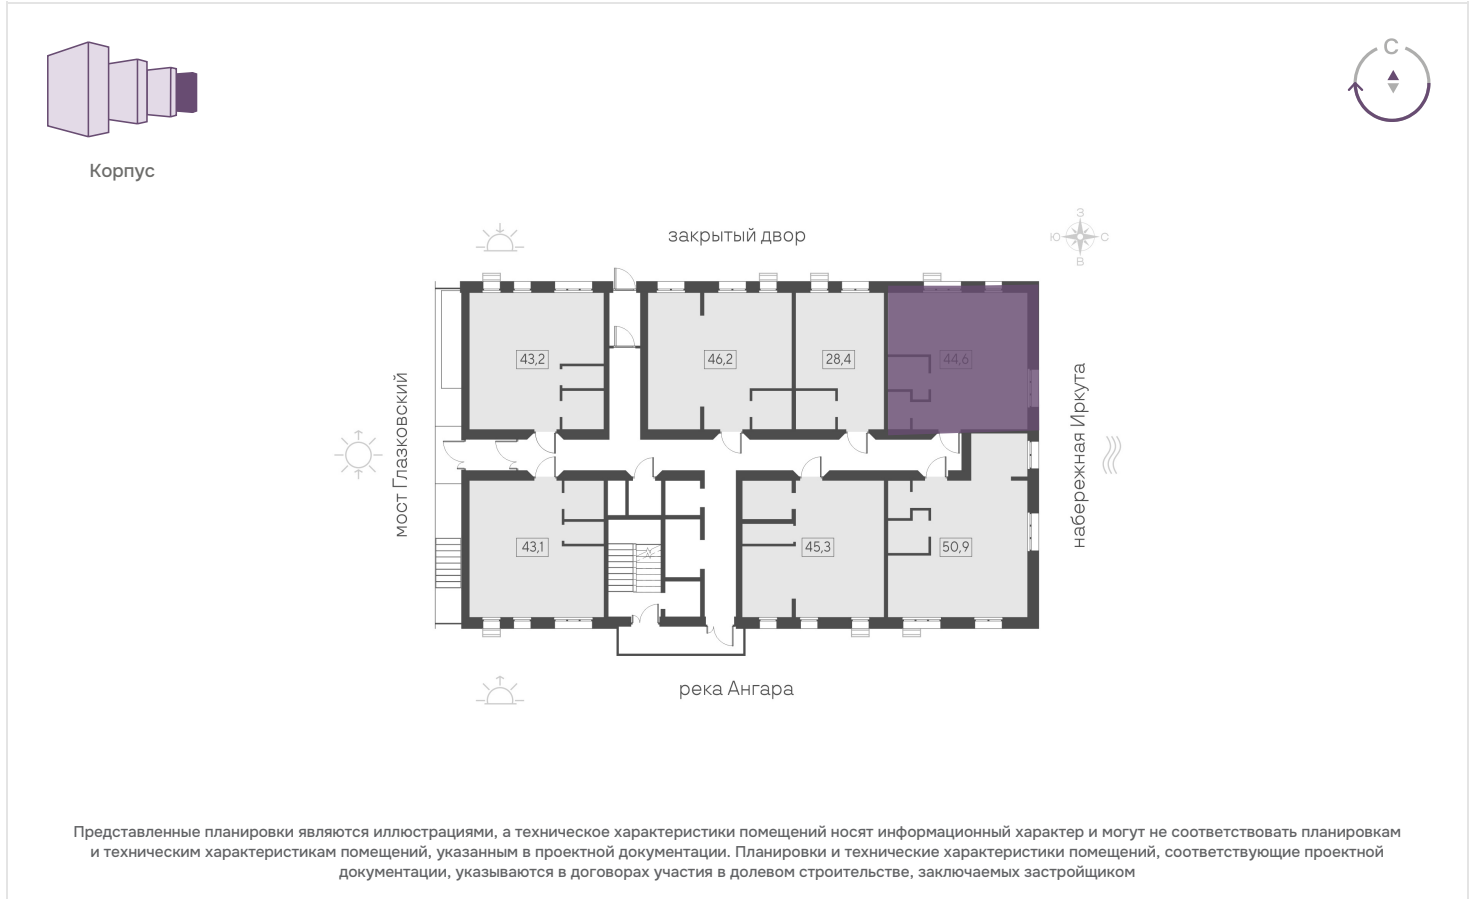 С
Корпус
закрытый двор
З
Ю
С
В
43,2
46,2
28,4
44,6
мост Глазковский
набережная Иркута
43,1
45,3
50,9
река Ангара
Представленные планировки являются иллюстрациями, а техническое характеристики помещений носят информационный характер и могут не соответствовать планировкам
и техническим характеристикам помещений, указанным в проектной документации. Планировки и технические характеристики помещений, соответствующие проектной
документации, указываются в договорах участия в долевом строительстве, заключаемых застройщиком